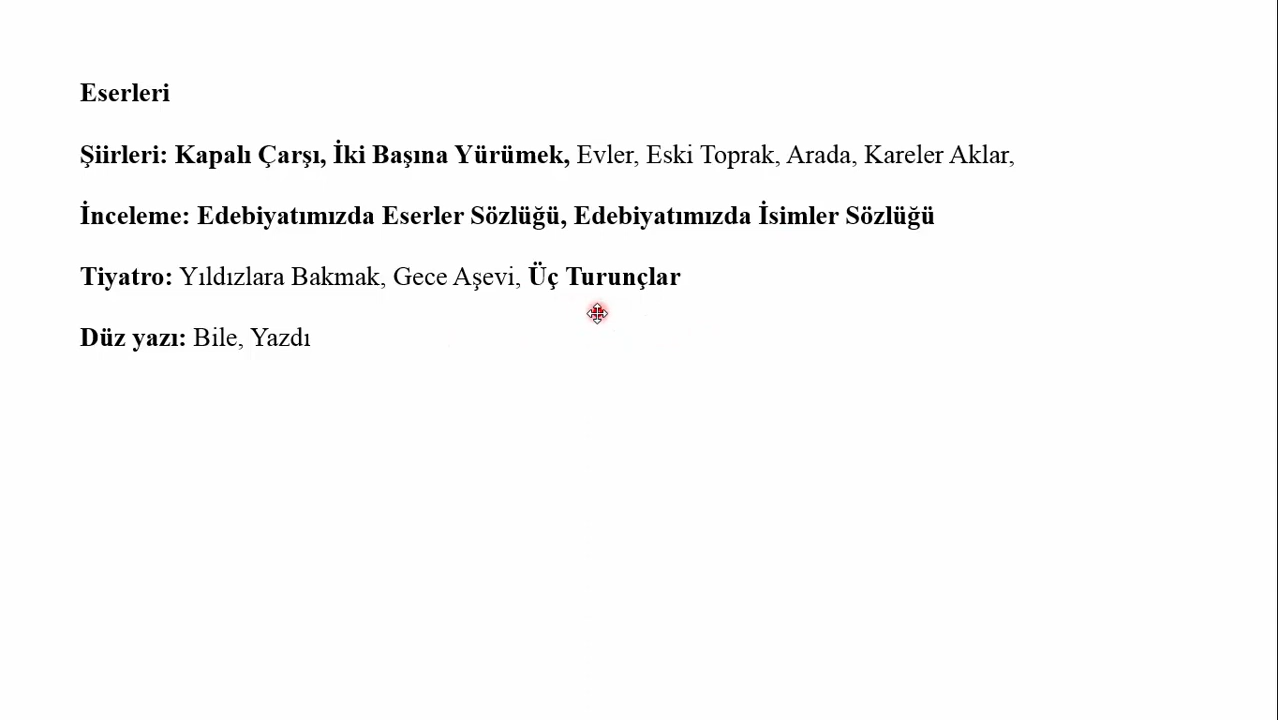 Eserleri
Şiirleri: Kapalı Çarşı, İki Başına Yürümek, Evler, Eski Toprak, Arada, Kareler Aklar,
İnceleme: Edebiyatımızda Eserler Sözlüğü, Edebiyatımızda İsimler Sözlüğü
Tiyatro: Yıldızlara Bakmak, Gece Aşevi, Üç Turunçlar
Düz yazı: Bile, Yazdı